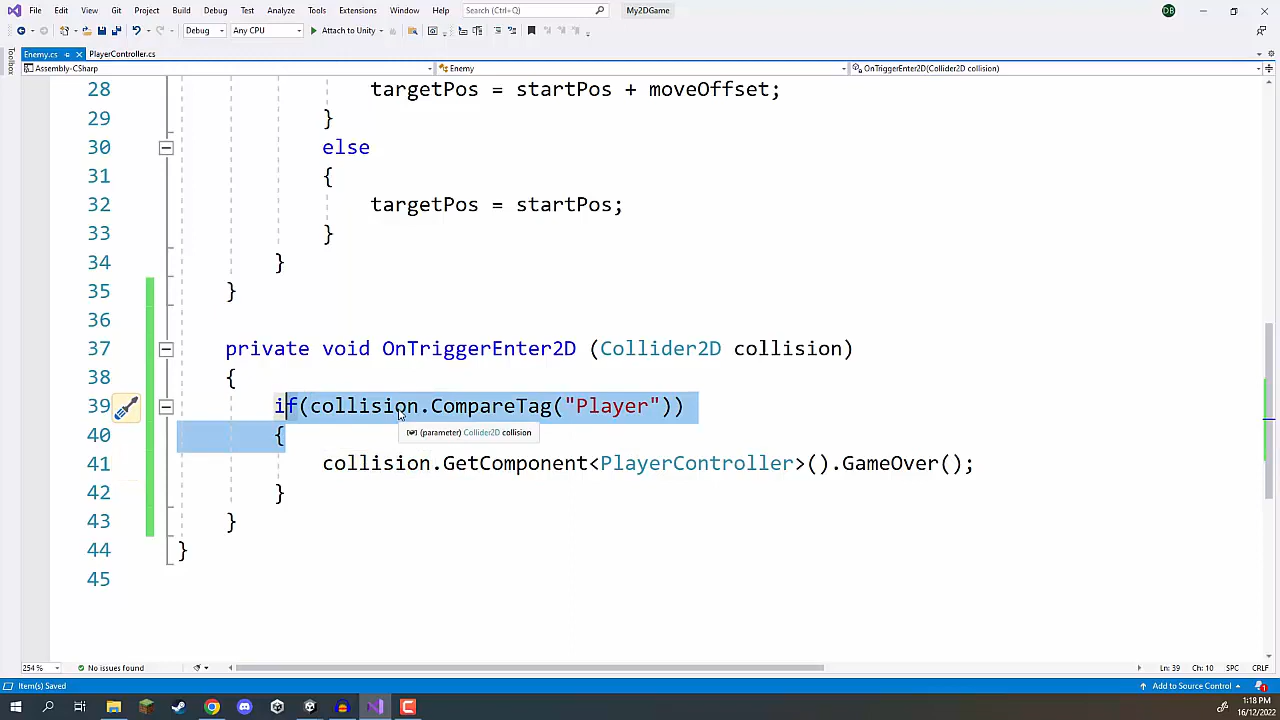 File Edit View Git Project Build Debug Test Analyze Tools Extensions Window Help Search (Ctrl+Q) My2DGame DB
Debug Any CPU Attach to Unity
Enemy.cs PlayerController.cs
Assembly-CSharp Enemy OnTriggerEnter2D(Collider2D collision)
Toolbox
28 targetPos = startPos + moveOffset;
29 }
30 else
31 {
32 targetPos = startPos;
33 }
34 }
35 }
36
37 private void OnTriggerEnter2D (Collider2D collision)
38 {
39 if(collision.CompareTag("Player"))
40 {
(parameter) Collider2D collision
41 collision.GetComponent<PlayerController>().GameOver();
42 }
43 }
44 }
45
254 % No issues found Ln: 39 Ch: 10 SPC CRLF
Item(s) Saved Add to Source Control 1
1:18 PM
16/12/2022